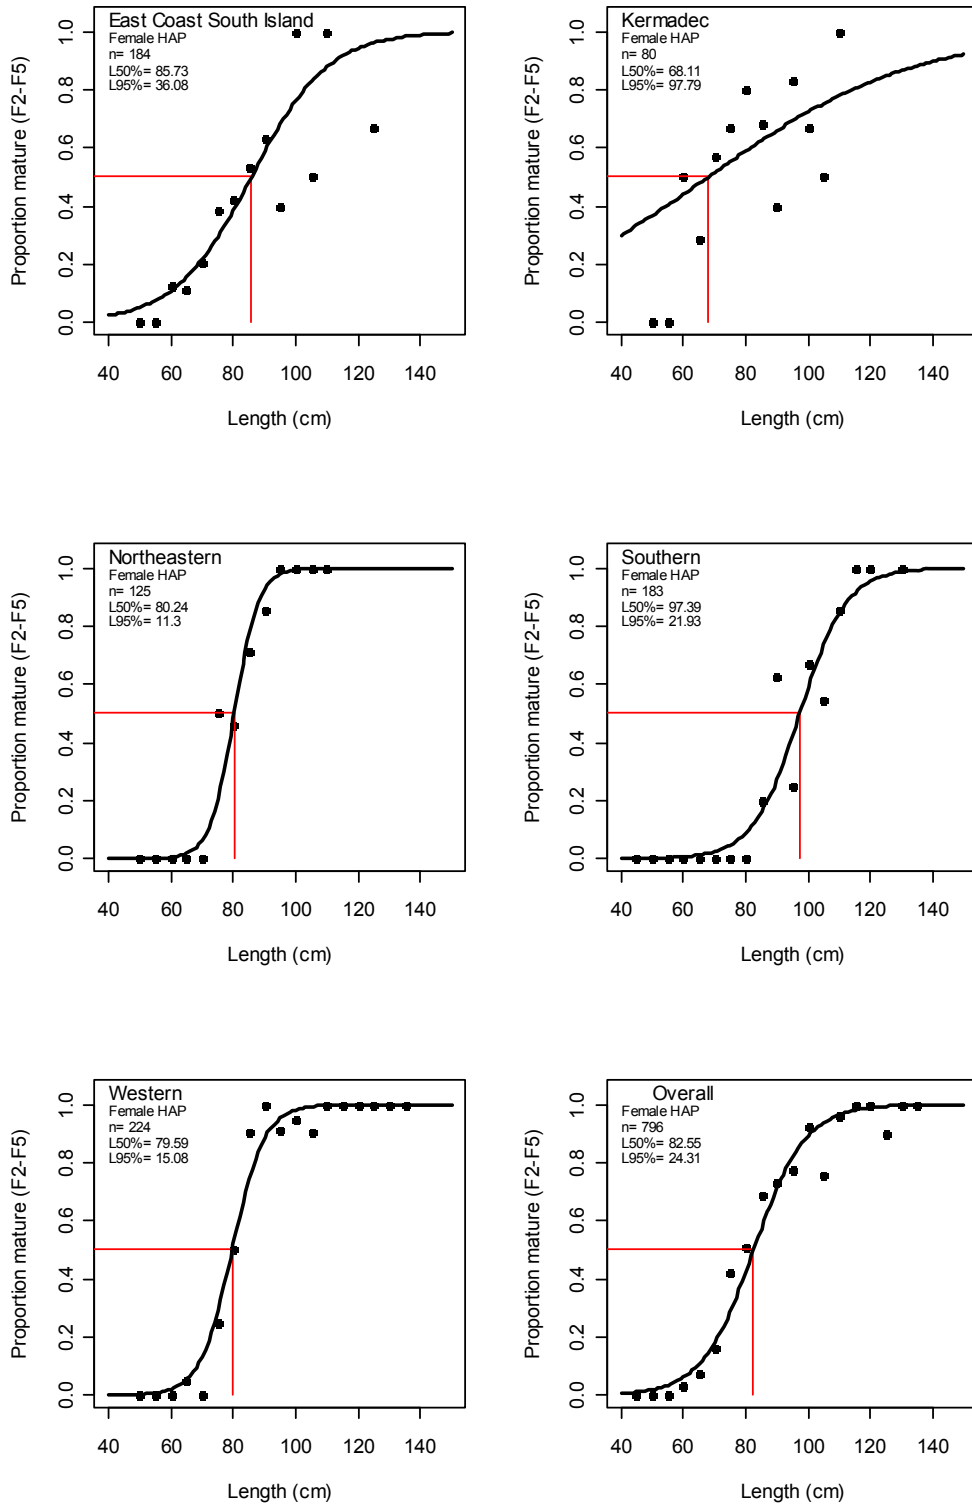 East Coast South Island
Female HAP
n= 184
L50%= 85.73
L95%= 36.08
Proportion mature (F2-F5)
0.0 0.2 0.4 0.6 0.8 1.0
40 60 80 100 120 140
Length (cm)
Kermadec
Female HAP
n= 80
L50%= 68.11
L95%= 97.79
Proportion mature (F2-F5)
0.0 0.2 0.4 0.6 0.8 1.0
40 60 80 100 120 140
Length (cm)
Northeastern
Female HAP
n= 125
L50%= 80.24
L95%= 11.3
Proportion mature (F2-F5)
0.0 0.2 0.4 0.6 0.8 1.0
40 60 80 100 120 140
Length (cm)
Southern
Female HAP
n= 183
L50%= 97.39
L95%= 21.93
Proportion mature (F2-F5)
0.0 0.2 0.4 0.6 0.8 1.0
40 60 80 100 120 140
Length (cm)
Western
Female HAP
n= 224
L50%= 79.59
L95%= 15.08
Proportion mature (F2-F5)
0.0 0.2 0.4 0.6 0.8 1.0
40 60 80 100 120 140
Length (cm)
Overall
Female HAP
n= 796
L50%= 82.55
L95%= 24.31
Proportion mature (F2-F5)
0.0 0.2 0.4 0.6 0.8 1.0
40 60 80 100 120 140
Length (cm)